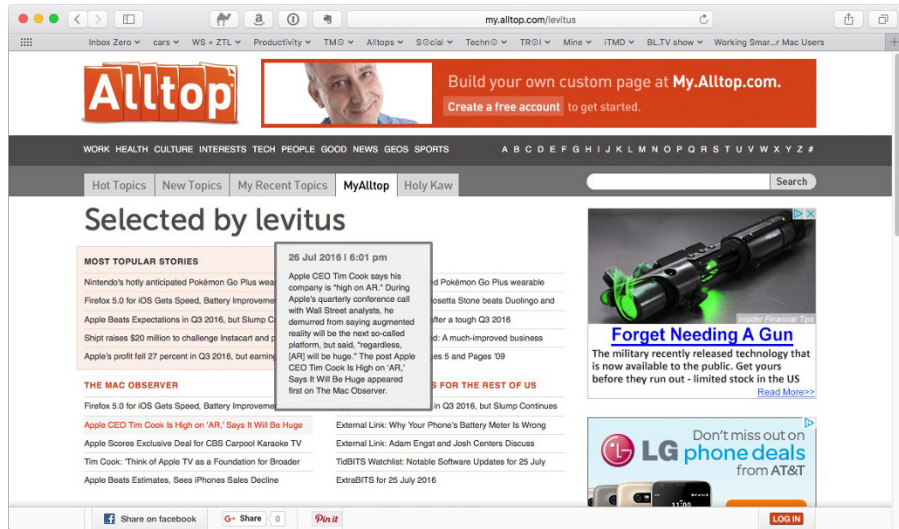 my.alltop.com/levitus
Inbox Zero cars WS + ZTL Productivity TM☉ Alltops S☉cial Techn☉ TR☉I Mine iTMD BL.TV show Working Smar...r Mac Users
Alltop
Build your own custom page at My.Alltop.com.
Create a free account to get started.
WORK HEALTH CULTURE INTERESTS TECH PEOPLE GOOD NEWS GEOS SPORTS A B C D E F G H I J K L M N O P Q R S T U V W X Y Z #
Hot Topics New Topics My Recent Topics MyAlltop Holy Kaw Search
Selected by levitus
MOST POPULAR STORIES
Nintendo's hotly anticipated Pokémon Go Plus wea
Firefox 5.0 for iOS Gets Speed, Battery Improveme
Apple Beats Expectations in Q3 2016, but Slump C
Shipt raises $20 million to challenge Instacart and p
Apple's profit fell 27 percent in Q3 2016, but earning
26 Jul 2016 | 6:01 pm
Apple CEO Tim Cook says his
company is "high on AR." During
Apple's quarterly conference call
with Wall Street analysts, he
demurred from saying augmented
reality will be the next so-called
platform, but said, "regardless,
[AR] will be huge." The post Apple
CEO Tim Cook Is High on 'AR,'
Says It Will Be Huge appeared
first on The Mac Observer.
d Pokémon Go Plus wearable
osetta Stone beats Duolingo and
after a tough Q3 2016
d: A much-improved business
es 5 and Pages '09
THE MAC OBSERVER
Firefox 5.0 for iOS Gets Speed, Battery Improveme
Apple CEO Tim Cook Is High on 'AR,' Says It Will Be Huge
Apple Scores Exclusive Deal for CBS Carpool Karaoke TV
Tim Cook: 'Think of Apple TV as a Foundation for Broader
Apple Beats Estimates, Sees iPhones Sales Decline
S FOR THE REST OF US
in Q3 2016, but Slump Continues
External Link: Why Your Phone's Battery Meter Is Wrong
External Link: Adam Engst and Josh Centers Discuss
TidBITS Watchlist: Notable Software Updates for 25 July
ExtraBITS for 25 July 2016
Insider Financial Tips
Forget Needing A Gun
The military recently released technology that
is now available to the public. Get yours
before they run out - limited stock in the US
Read More>>
LG
Don't miss out on
phone deals
from AT&T
11:00
Share on facebook G+ Share 0 Pin it LOG IN